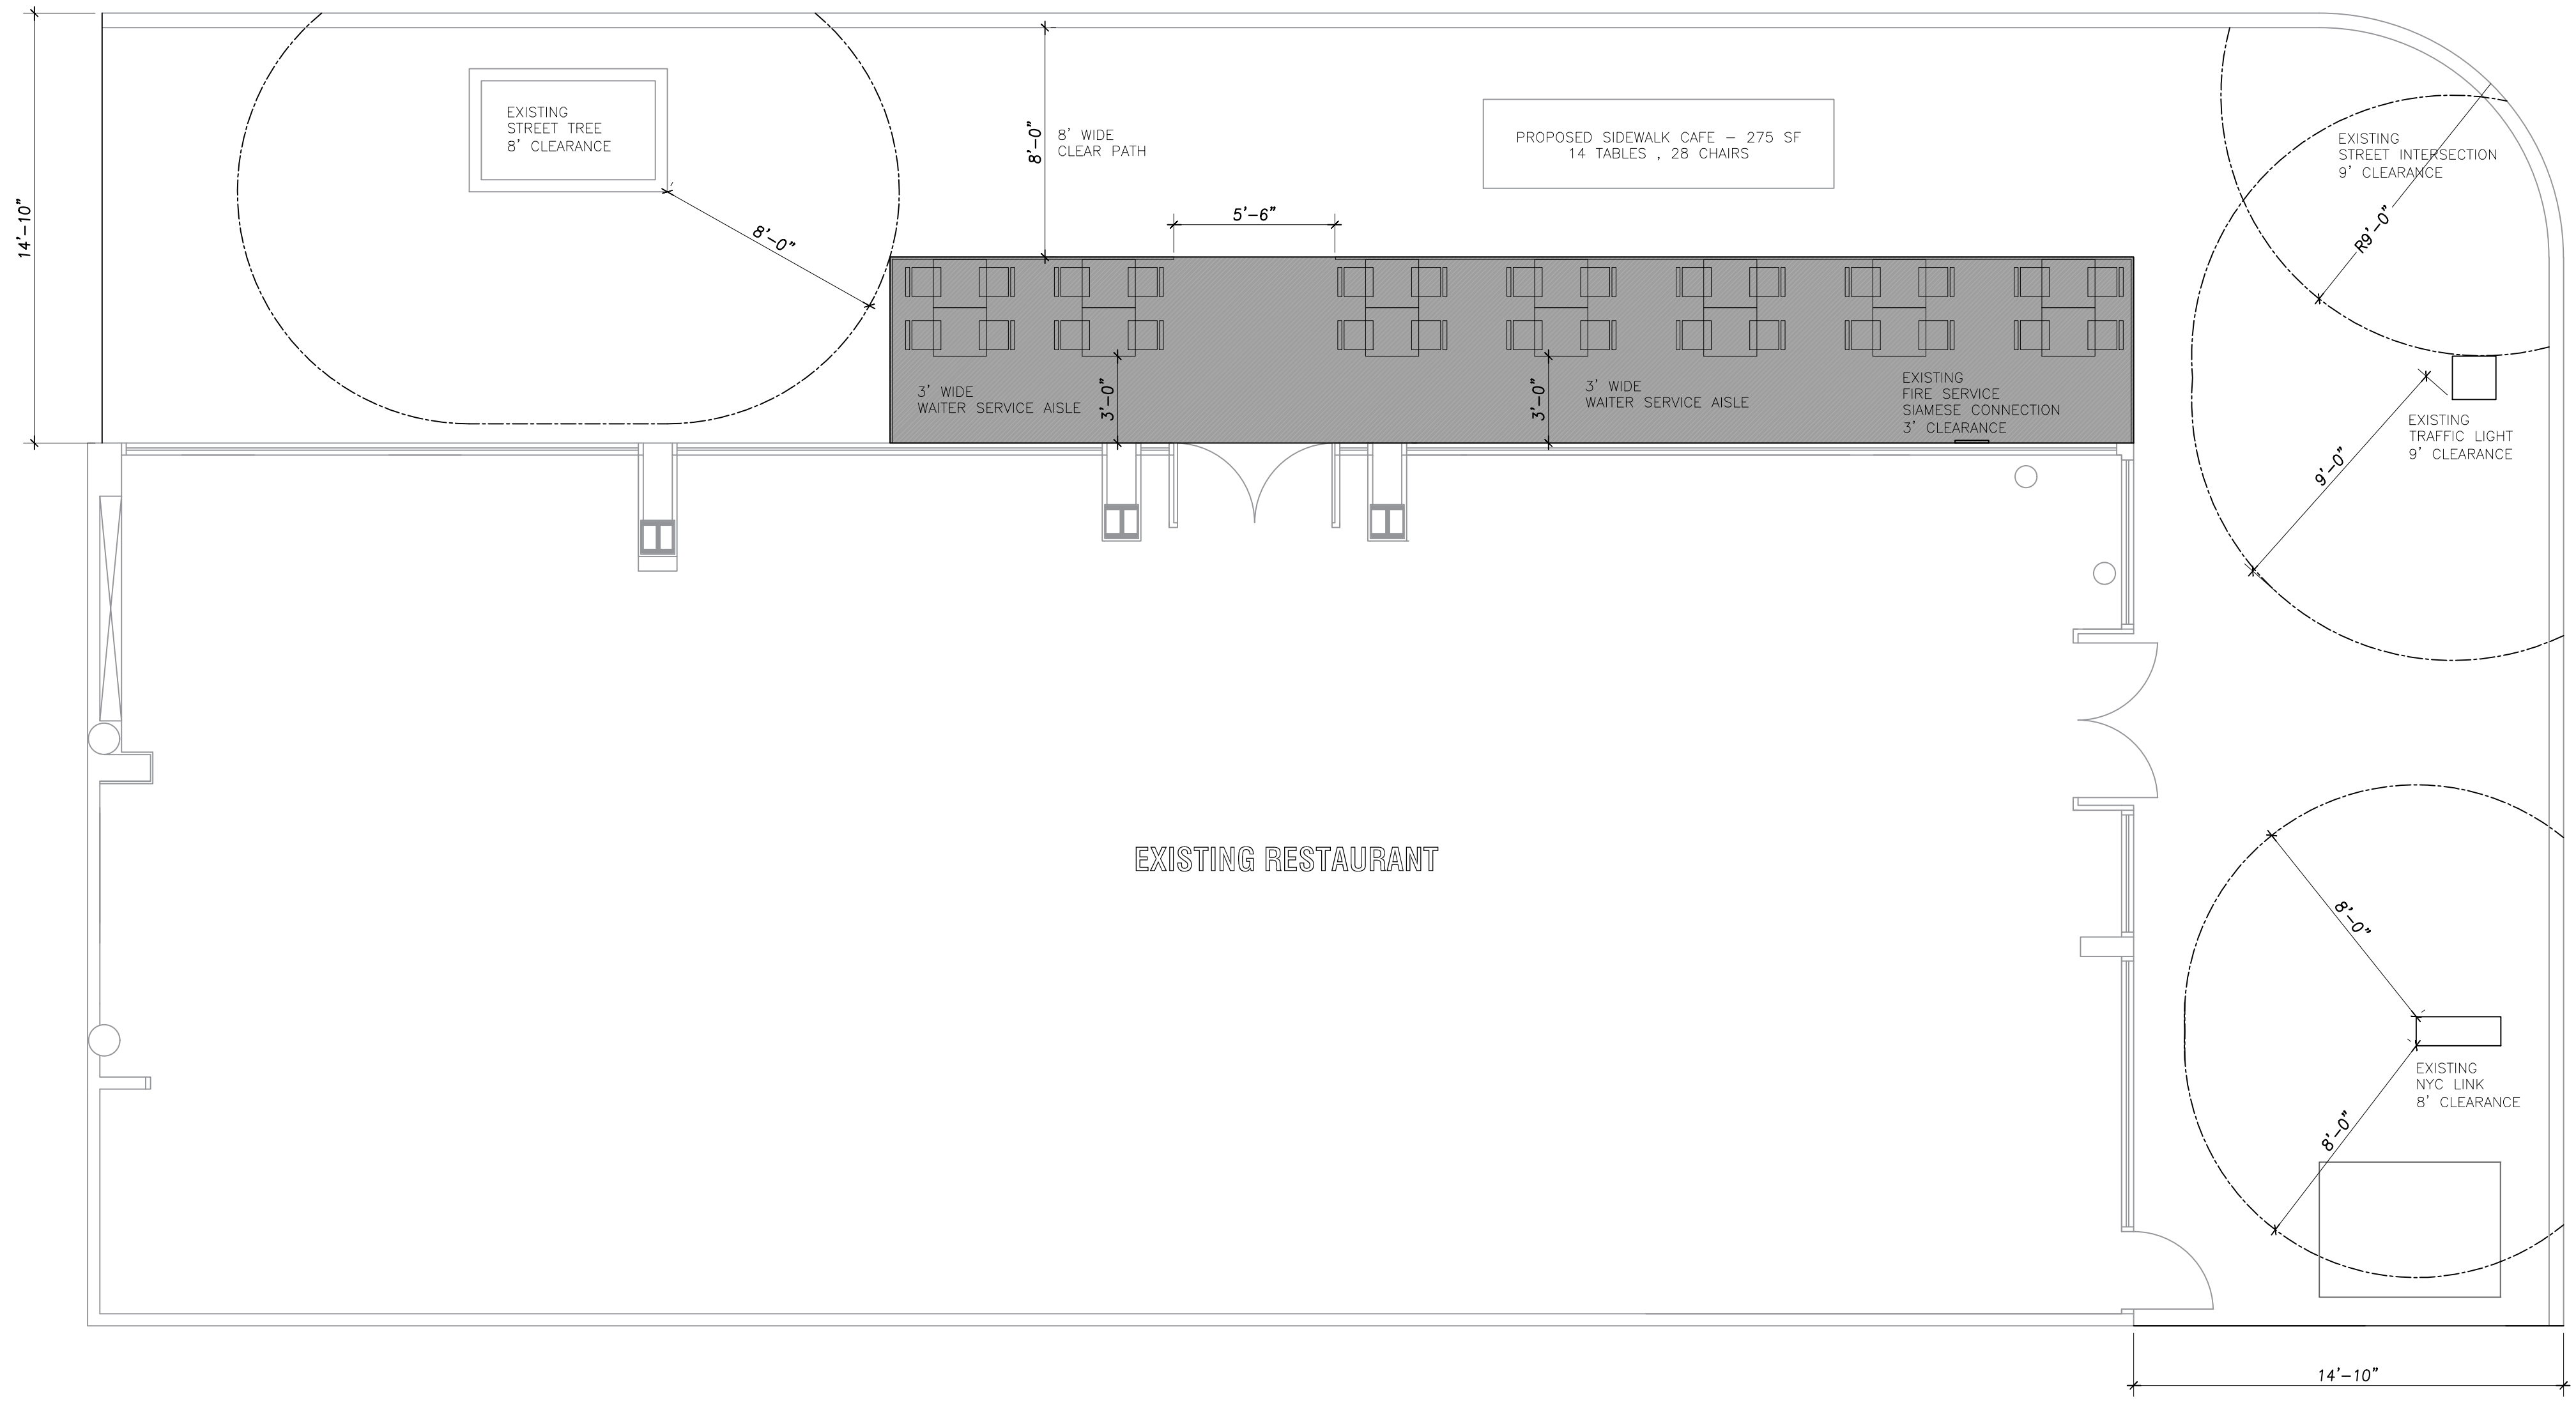 14'-10"
EXISTING
STREET TREE
8' CLEARANCE
8'-0"
8'-0"
8' WIDE
CLEAR PATH
5'-6"
PROPOSED SIDEWALK CAFE – 275 SF
14 TABLES , 28 CHAIRS
EXISTING
STREET INTERSECTION
9' CLEARANCE
R9'-0"
3' WIDE
WAITER SERVICE AISLE
3'-0"
3'-0"
3' WIDE
WAITER SERVICE AISLE
EXISTING
FIRE SERVICE
SIAMESE CONNECTION
3' CLEARANCE
EXISTING
TRAFFIC LIGHT
9' CLEARANCE
9'-0"
EXISTING RESTAURANT
8'-0"
EXISTING
NYC LINK
8' CLEARANCE
8'-0"
14'-10"